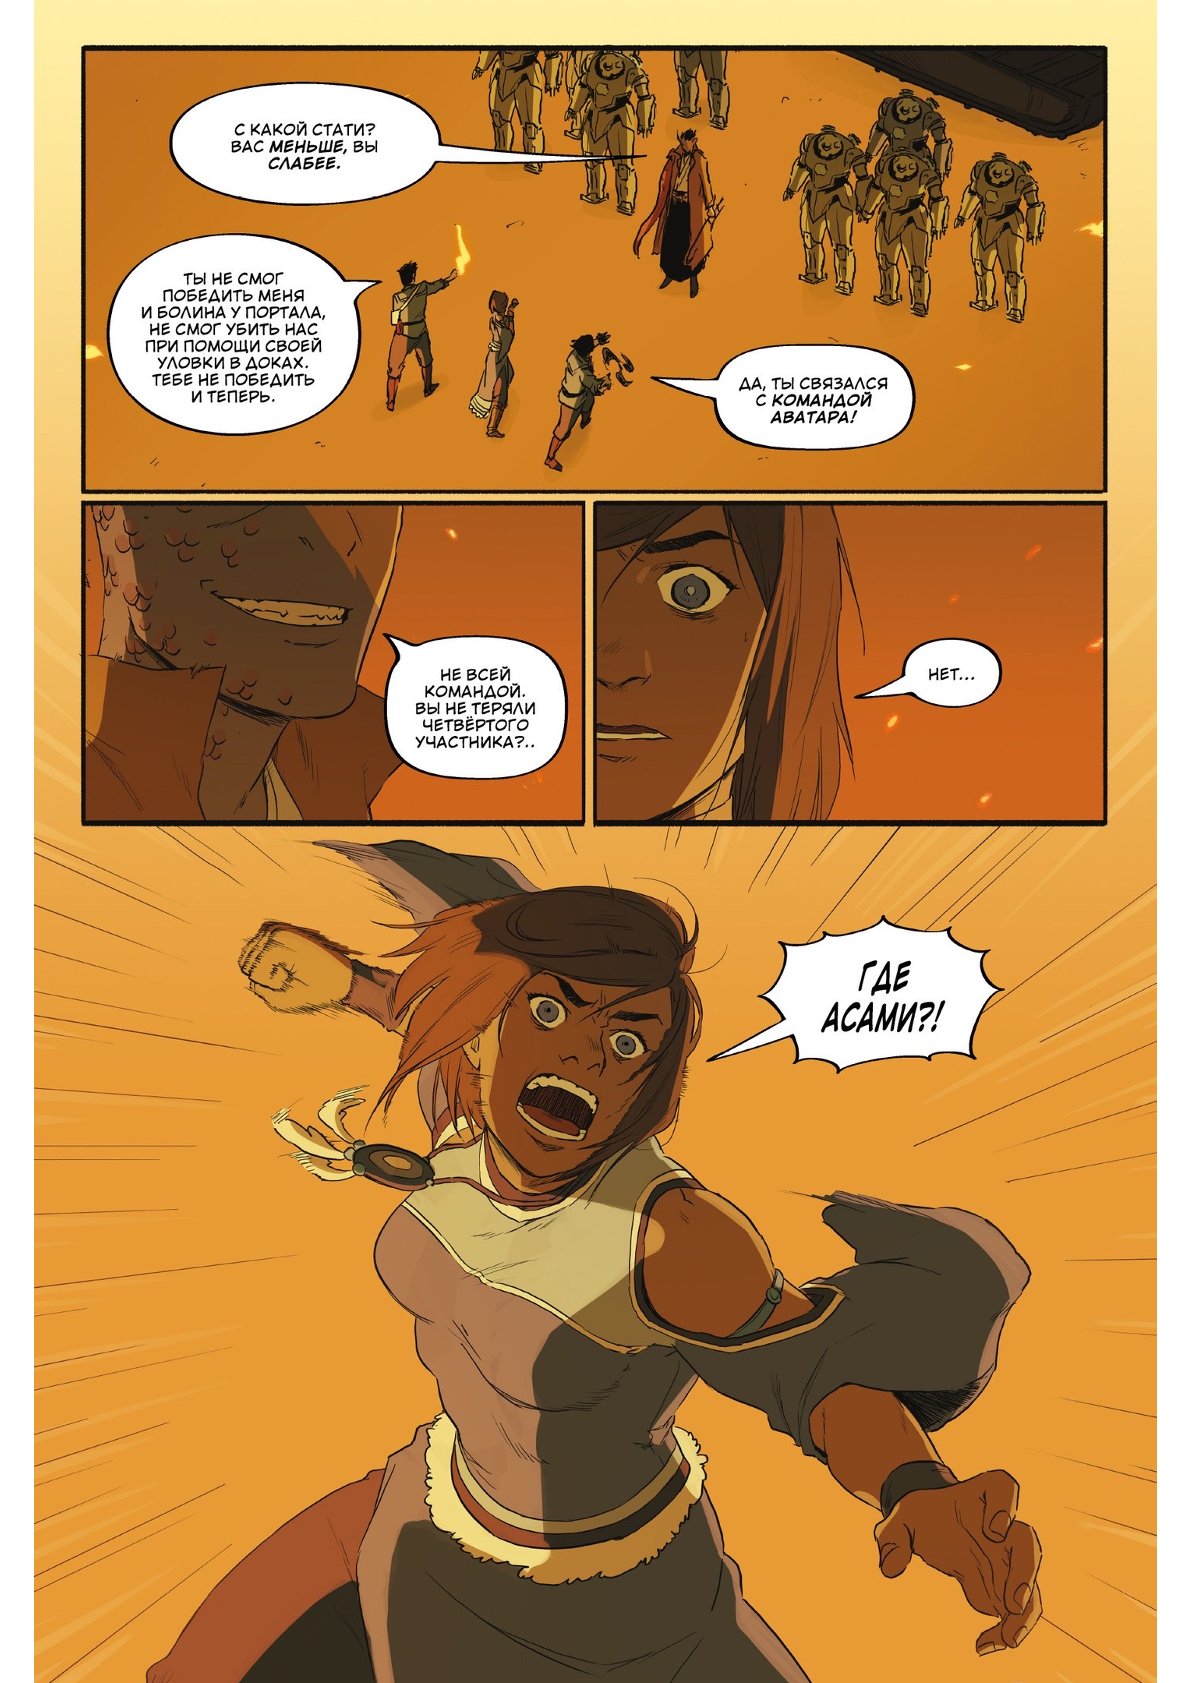 С КАКОЙ СТАТИ?
ВАС МЕНЬШЕ, ВЫ
СЛАБЕЕ.
ТЫ НЕ СМОГ
ПОБЕДИТЬ МЕНЯ
И БОЛИНА У ПОРТАЛА,
НЕ СМОГ УБИТЬ НАС
ПРИ ПОМОЩИ СВОЕЙ
УЛОВКИ В ДОКАХ.
ТЕБЕ НЕ ПОБЕДИТЬ
И ТЕПЕРЬ.
ДА, ТЫ СВЯЗАЛСЯ
С КОМАНДОЙ
АВАТАРА!
НЕ ВСЕЙ
КОМАНДОЙ.
ВЫ НЕ ТЕРЯЛИ
ЧЕТВЁРТОГО
УЧАСТНИКА?..
НЕТ...
ГДЕ
АСАМИ?!